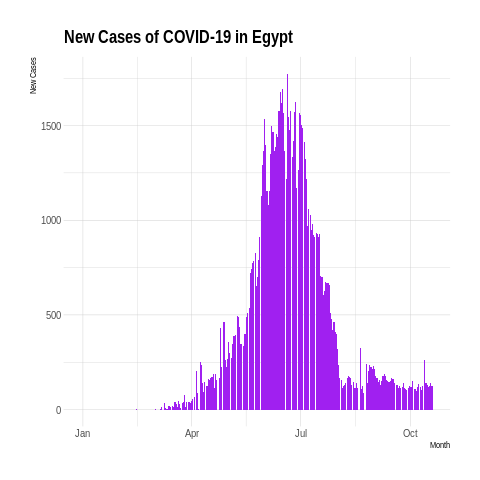 New Cases of COVID-19 in Egypt
New Cases
1500
1000
500
0
Jan Apr Jul Oct
Month